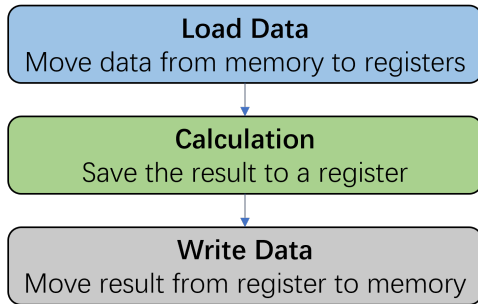 Load Data
Move data from memory to registers
Calculation
Save the result to a register
Write Data
Move result from register to memory